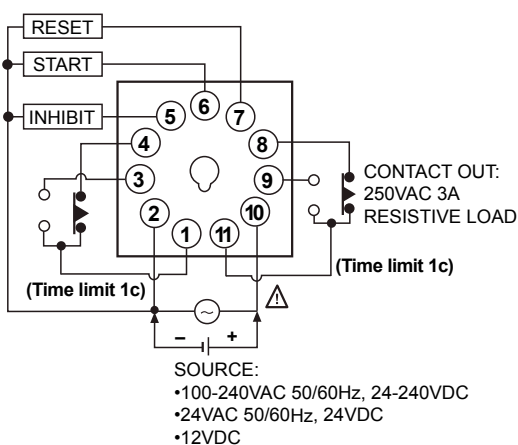 RESET
START
INHIBIT
6
5
7
4
8
3
9
2
10
1
11
CONTACT OUT:
250VAC 3A
RESISTIVE LOAD
(Time limit 1c)
(Time limit 1c)
− +
SOURCE:
•100-240VAC 50/60Hz, 24-240VDC
•24VAC 50/60Hz, 24VDC
•12VDC